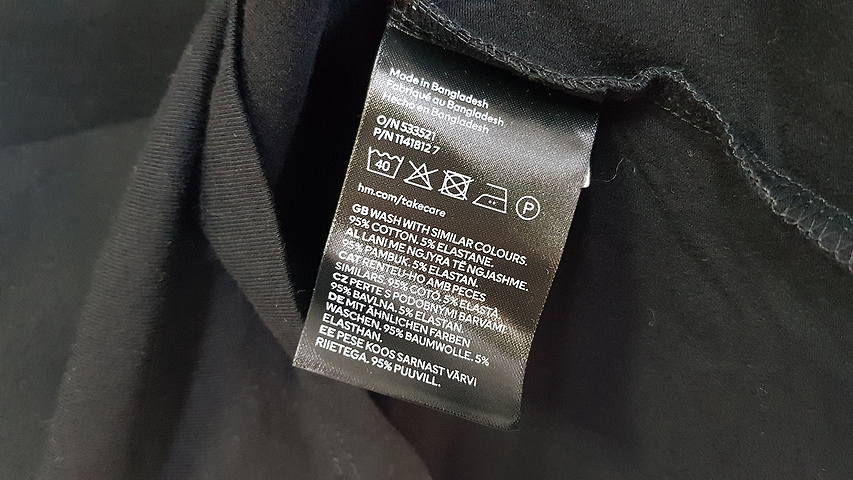 Made in Bangladesh
Fabriqué au Bangladesh
Hecho en Bangladesh
O/N 533521
P/N 1141812 7
40 P
hm.com/takecare
GB WASH WITH SIMILAR COLOURS.
95% COTTON. 5% ELASTANE.
AL LANI ME NGJYRA TË NGJASHME.
95% PAMBUK. 5% ELASTAN.
CAT RENTEU-HO AMB PECES
SIMILARS. 95% COTÓ. 5% ELASTÀ.
CZ PERTE S PODOBNÝMI BARVAMI.
95% BAVLNA. 5% ELASTAN.
DE MIT ÄHNLICHEN FARBEN
WASCHEN. 95% BAUMWOLLE. 5%
ELASTHAN.
EE PESE KOOS SARNAST VÄRVI
RIIETEGA. 95% PUUVILL.